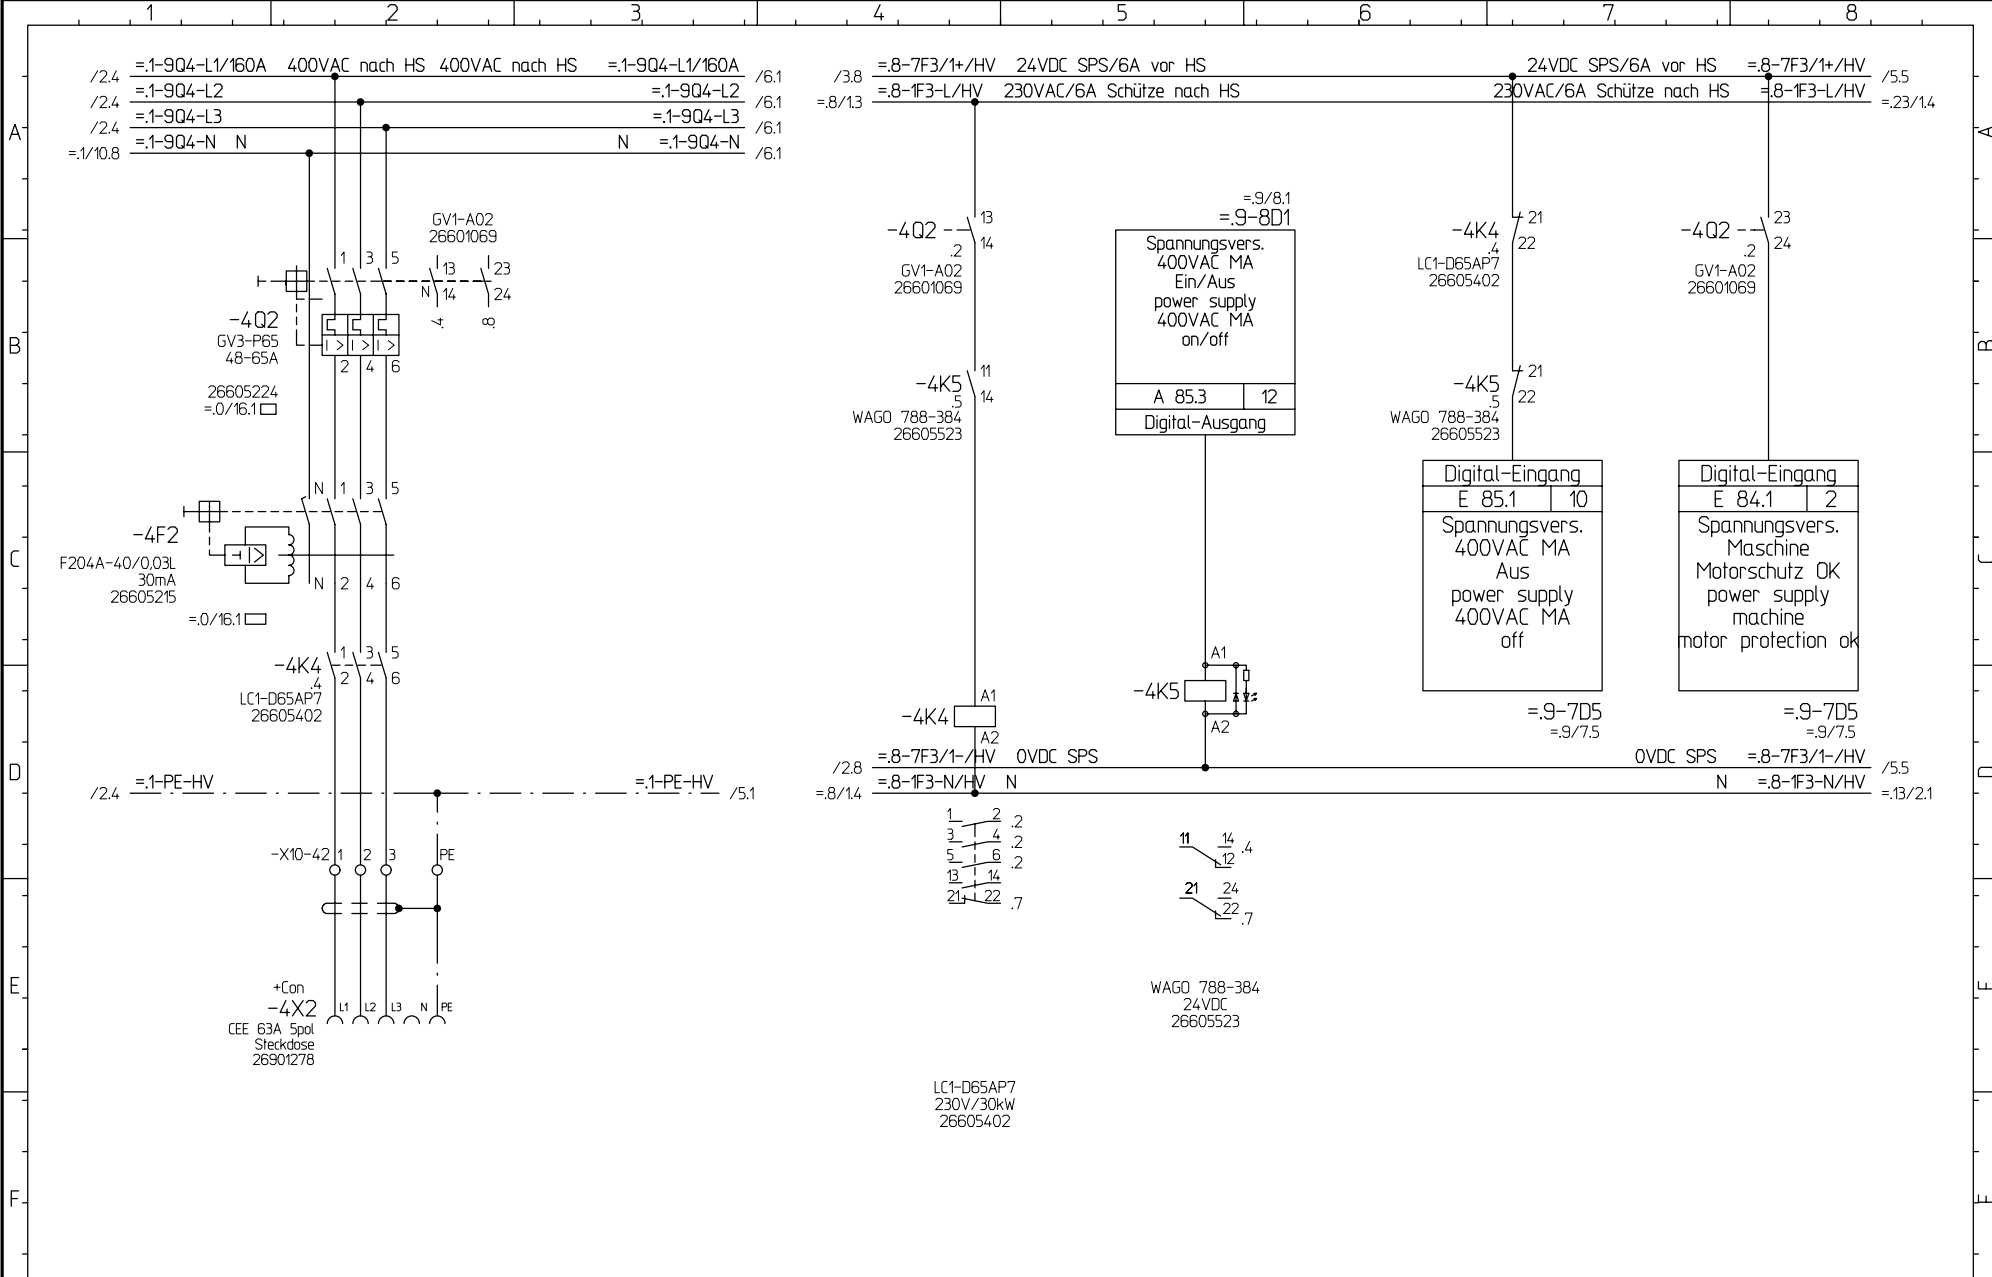 1 2 3 4 5 6 7 8
/2.4 =.1-9Q4-L1/160A 400VAC nach HS 400VAC nach HS =.1-9Q4-L1/160A /6.1
/2.4 =.1-9Q4-L2 =.1-9Q4-L2 /6.1
/2.4 =.1-9Q4-L3 =.1-9Q4-L3 /6.1
=.1/10.8 =.1-9Q4-N N N =.1-9Q4-N /6.1
/3.8 =.8-7F3/1+/HV 24VDC SPS/6A vor HS 24VDC SPS/6A vor HS =.8-7F3/1+/HV /5.5
=.8/1.3 =.8-1F3-L/HV 230VAC/6A Schütze nach HS 230VAC/6A Schütze nach HS =.8-1F3-L/HV =.23/1.4
A A
GV1-A02
26601069
1 3 5 13 23
N 14 24
.4 .8
-4Q2
GV3-P65
48-65A
2 4 6
26605224
=.0/16.1
B B
N 1 3 5
-4F2
F204A-40/0,03L
30mA
26605215
N 2 4 6
=.0/16.1
C C
1 3 5
-4K4
.4
2 4 6
LC1-D65AP7
26605402
/2.4 =.1-PE-HV =.1-PE-HV /5.1
-X10-42 1 2 3 PE
+Con
-4X2
L1 L2 L3 N PE
CEE 63A 5pol
Steckdose
26901278
13
-4Q2
.2
14
GV1-A02
26601069
11
-4K5
.5
14
WAGO 788-384
26605523
A1
-4K4
A2
=.9/8.1
=.9-8D1
Spannungsvers.
400VAC MA
Ein/Aus
power supply
400VAC MA
on/off
A 85.3 12
Digital-Ausgang
A1
-4K5
A2
21
-4K4
.4
22
LC1-D65AP7
26605402
21
-4K5
.5
22
WAGO 788-384
26605523
Digital-Eingang
E 85.1 10
Spannungsvers.
400VAC MA
Aus
power supply
400VAC MA
off
=.9-7D5
=.9/7.5
23
-4Q2
.2
24
GV1-A02
26601069
Digital-Eingang
E 84.1 2
Spannungsvers.
Maschine
Motorschutz OK
power supply
machine
motor protection ok
=.9-7D5
=.9/7.5
D D
/2.8 =.8-7F3/1-/HV 0VDC SPS 0VDC SPS =.8-7F3/1-/HV /5.5
=.8/1.4 =.8-1F3-N/HV N N =.8-1F3-N/HV =.13/2.1
1 2 .2
3 4 .2
5 6 .2
13 14
21 22 .7
11 14 .4
12
21 24
22 .7
WAGO 788-384
24VDC
26605523
LC1-D65AP7
230V/30kW
26605402
E E
F F